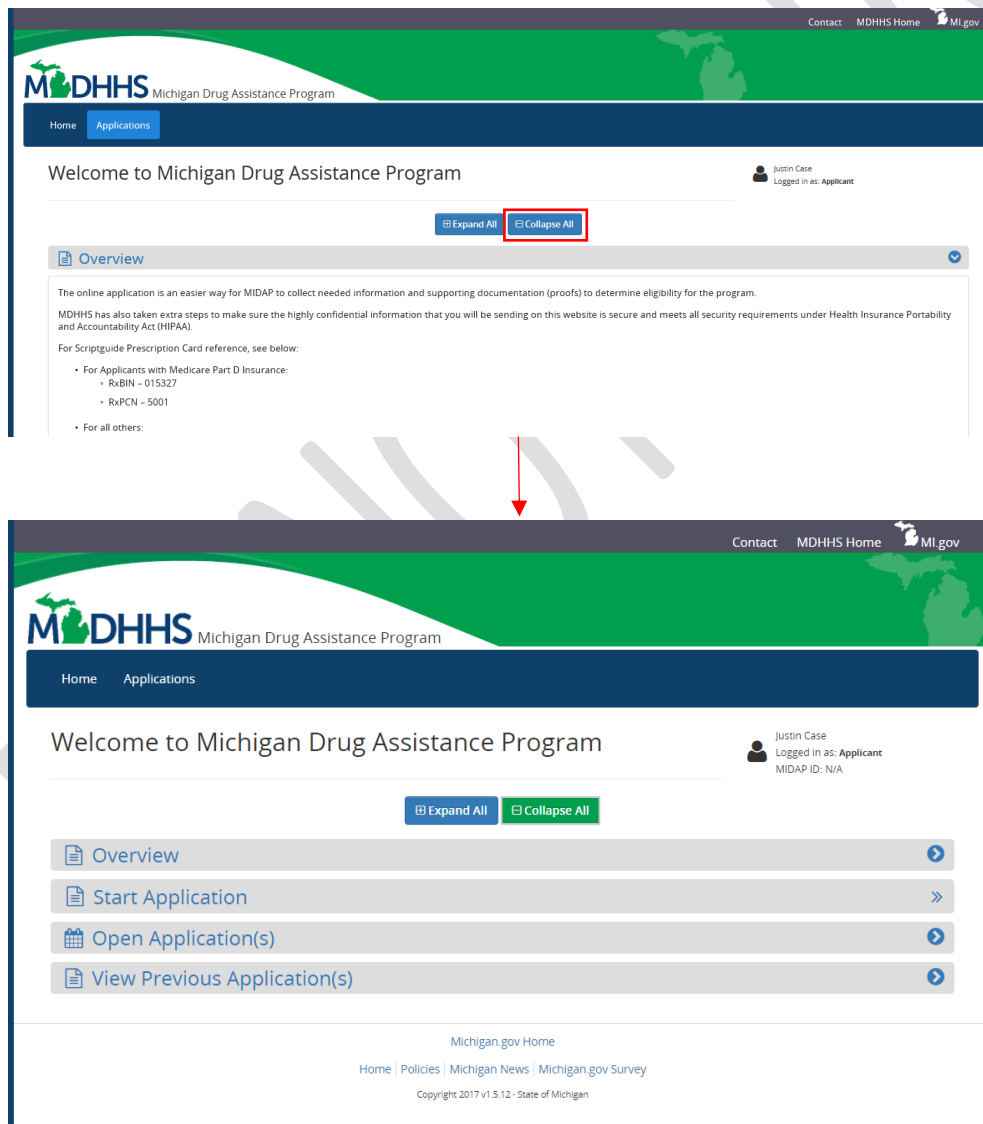 Contact MDHHS Home MI.gov
MDHHS Michigan Drug Assistance Program
Home Applications
Welcome to Michigan Drug Assistance Program
Justin Case
Logged in as: Applicant
Expand All Collapse All
Overview
The online application is an easier way for MIDAP to collect needed information and supporting documentation (proofs) to determine eligibility for the program.
MDHHS has also taken extra steps to make sure the highly confidential information that you will be sending on this website is secure and meets all security requirements under Health Insurance Portability
and Accountability Act (HIPAA).
For Scriptguide Prescription Card reference, see below:
• For Applicants with Medicare Part D Insurance:
◦ RxBIN – 015327
◦ RxPCN – 5001
• For all others:
Contact MDHHS Home MI.gov
MDHHS Michigan Drug Assistance Program
Home Applications
Welcome to Michigan Drug Assistance Program
Justin Case
Logged in as: Applicant
MIDAP ID: N/A
Expand All Collapse All
Overview
Start Application
Open Application(s)
View Previous Application(s)
Michigan.gov Home
Home | Policies | Michigan News | Michigan.gov Survey
Copyright 2017 v1.5.12 - State of Michigan